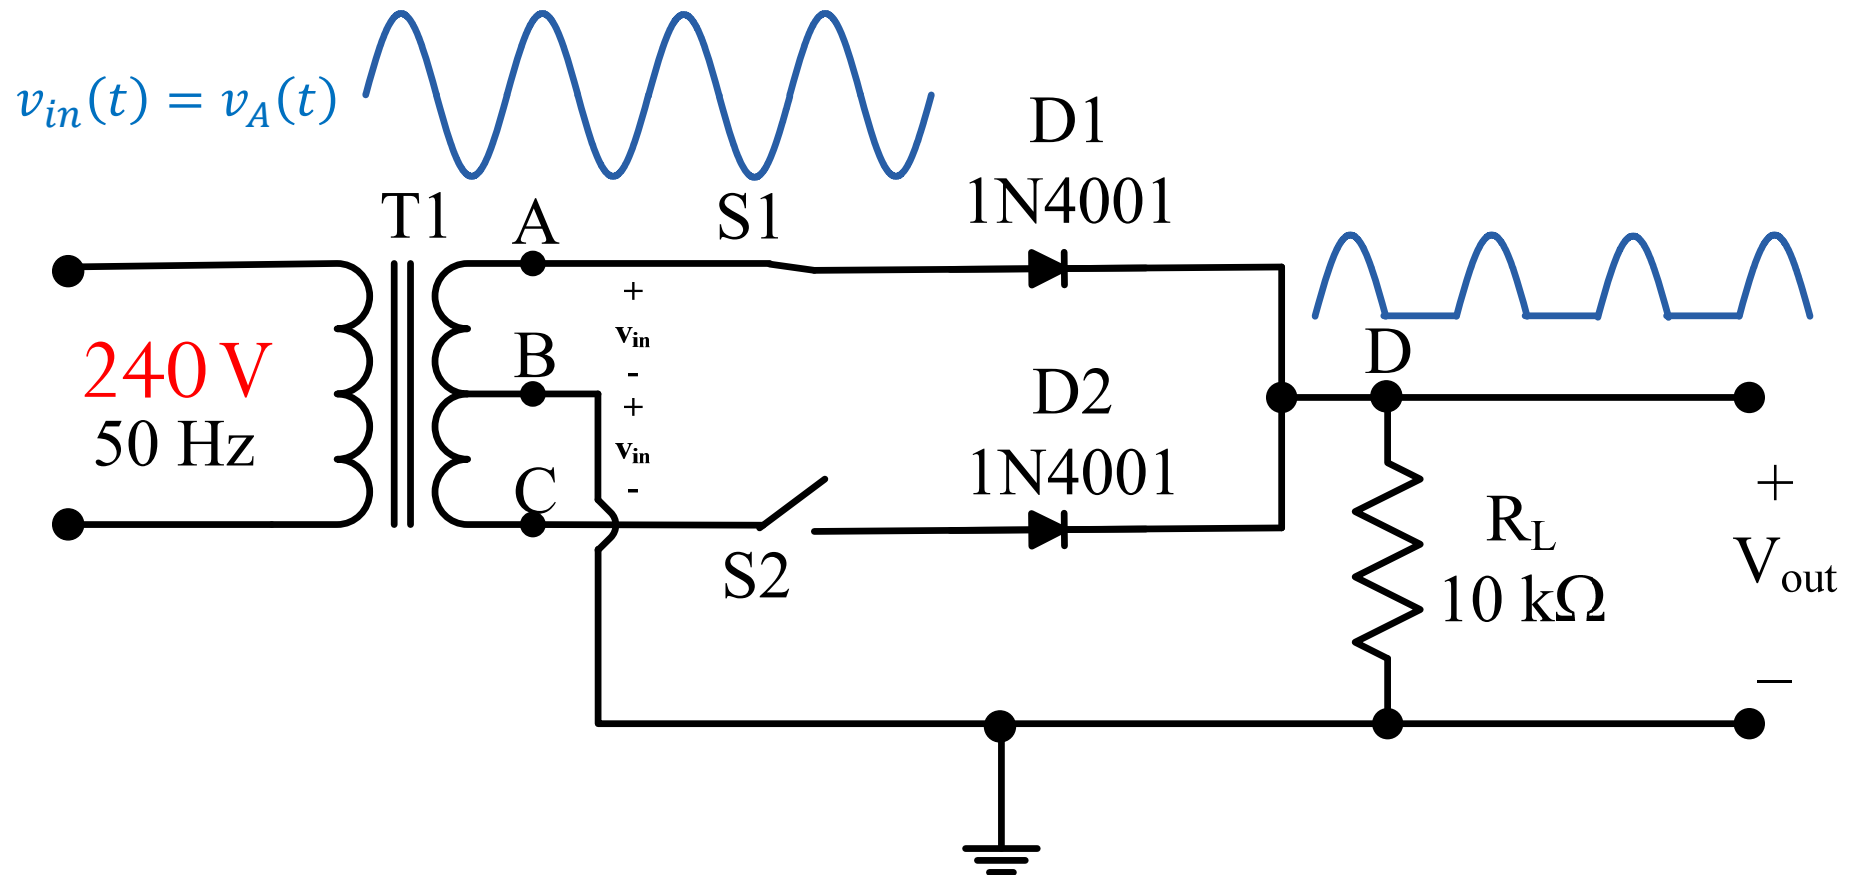 v_in(t) = v_A(t)
T1
A
S1
D1
1N4001
+
v_in
-
B
240 V
50 Hz
+
v_in
-
C
S2
D2
1N4001
D
R_L
10 kΩ
+
V_out
–